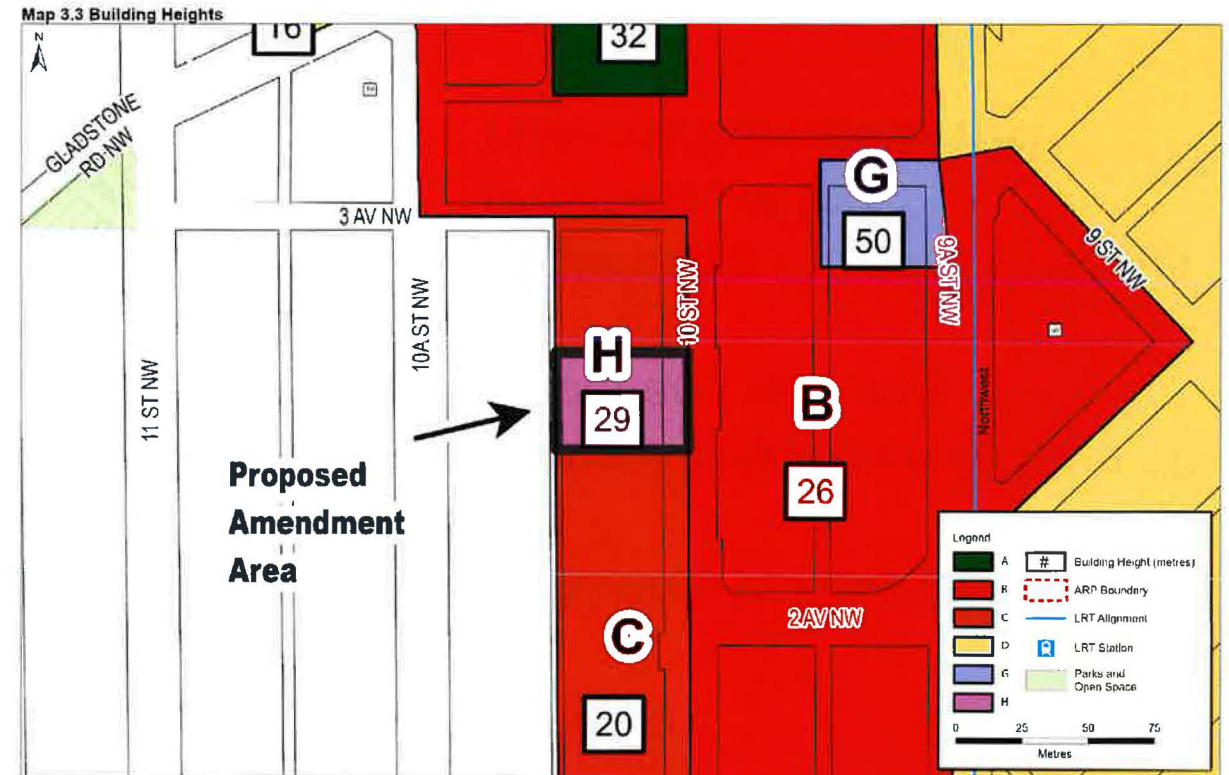 Map 3.3 Building Heights
N
16
32
GLADSTONE
RD NW
3 AV NW
G
50
9A ST NW
9 ST NW
10 ST NW
10A ST NW
11 ST NW
H
29
B
26
Northwest
Proposed
Amendment
Area
C
20
2 AV NW
Legend
A
# Building Height (metres)
B
ARP Boundary
C
LRT Alignment
D
LRT Station
G
Parks and
Open Space
H
0 25 50 75
Metres